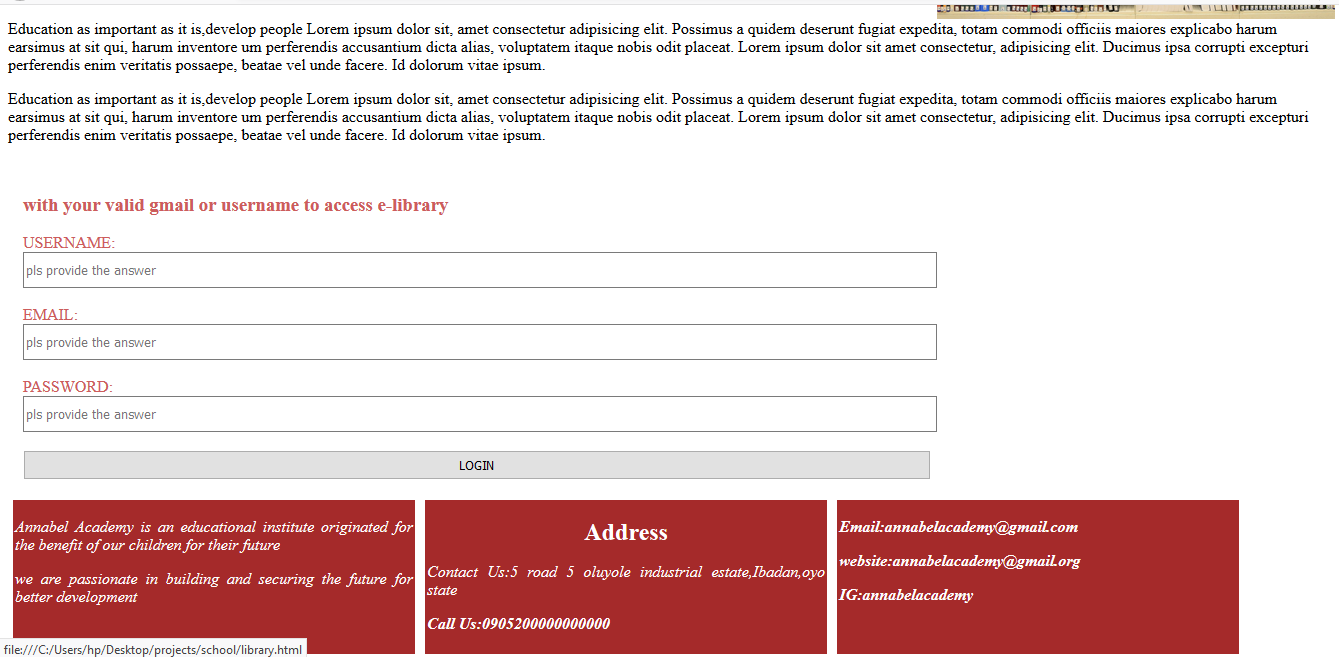 Education as important as it is,develop people Lorem ipsum dolor sit, amet consectetur adipisicing elit. Possimus a quidem deserunt fugiat expedita, totam commodi officiis maiores explicabo harum
earsimus at sit qui, harum inventore um perferendis accusantium dicta alias, voluptatem itaque nobis odit placeat. Lorem ipsum dolor sit amet consectetur, adipisicing elit. Ducimus ipsa corrupti excepturi
perferendis enim veritatis possaepe, beatae vel unde facere. Id dolorum vitae ipsum.
Education as important as it is,develop people Lorem ipsum dolor sit, amet consectetur adipisicing elit. Possimus a quidem deserunt fugiat expedita, totam commodi officiis maiores explicabo harum
earsimus at sit qui, harum inventore um perferendis accusantium dicta alias, voluptatem itaque nobis odit placeat. Lorem ipsum dolor sit amet consectetur, adipisicing elit. Ducimus ipsa corrupti excepturi
perferendis enim veritatis possaepe, beatae vel unde facere. Id dolorum vitae ipsum.
with your valid gmail or username to access e-library
USERNAME:
pls provide the answer
EMAIL:
pls provide the answer
PASSWORD:
pls provide the answer
LOGIN
Annabel Academy is an educational institute originated for
the benefit of our children for their future
we are passionate in building and securing the future for
better development
Address
Contact Us:5 road 5 oluyole industrial estate,Ibadan,oyo
state
Call Us:0905200000000000
Email:annabelacademy@gmail.com
website:annabelacademy@gmail.org
IG:annabelacademy
file:///C:/Users/hp/Desktop/projects/school/library.html